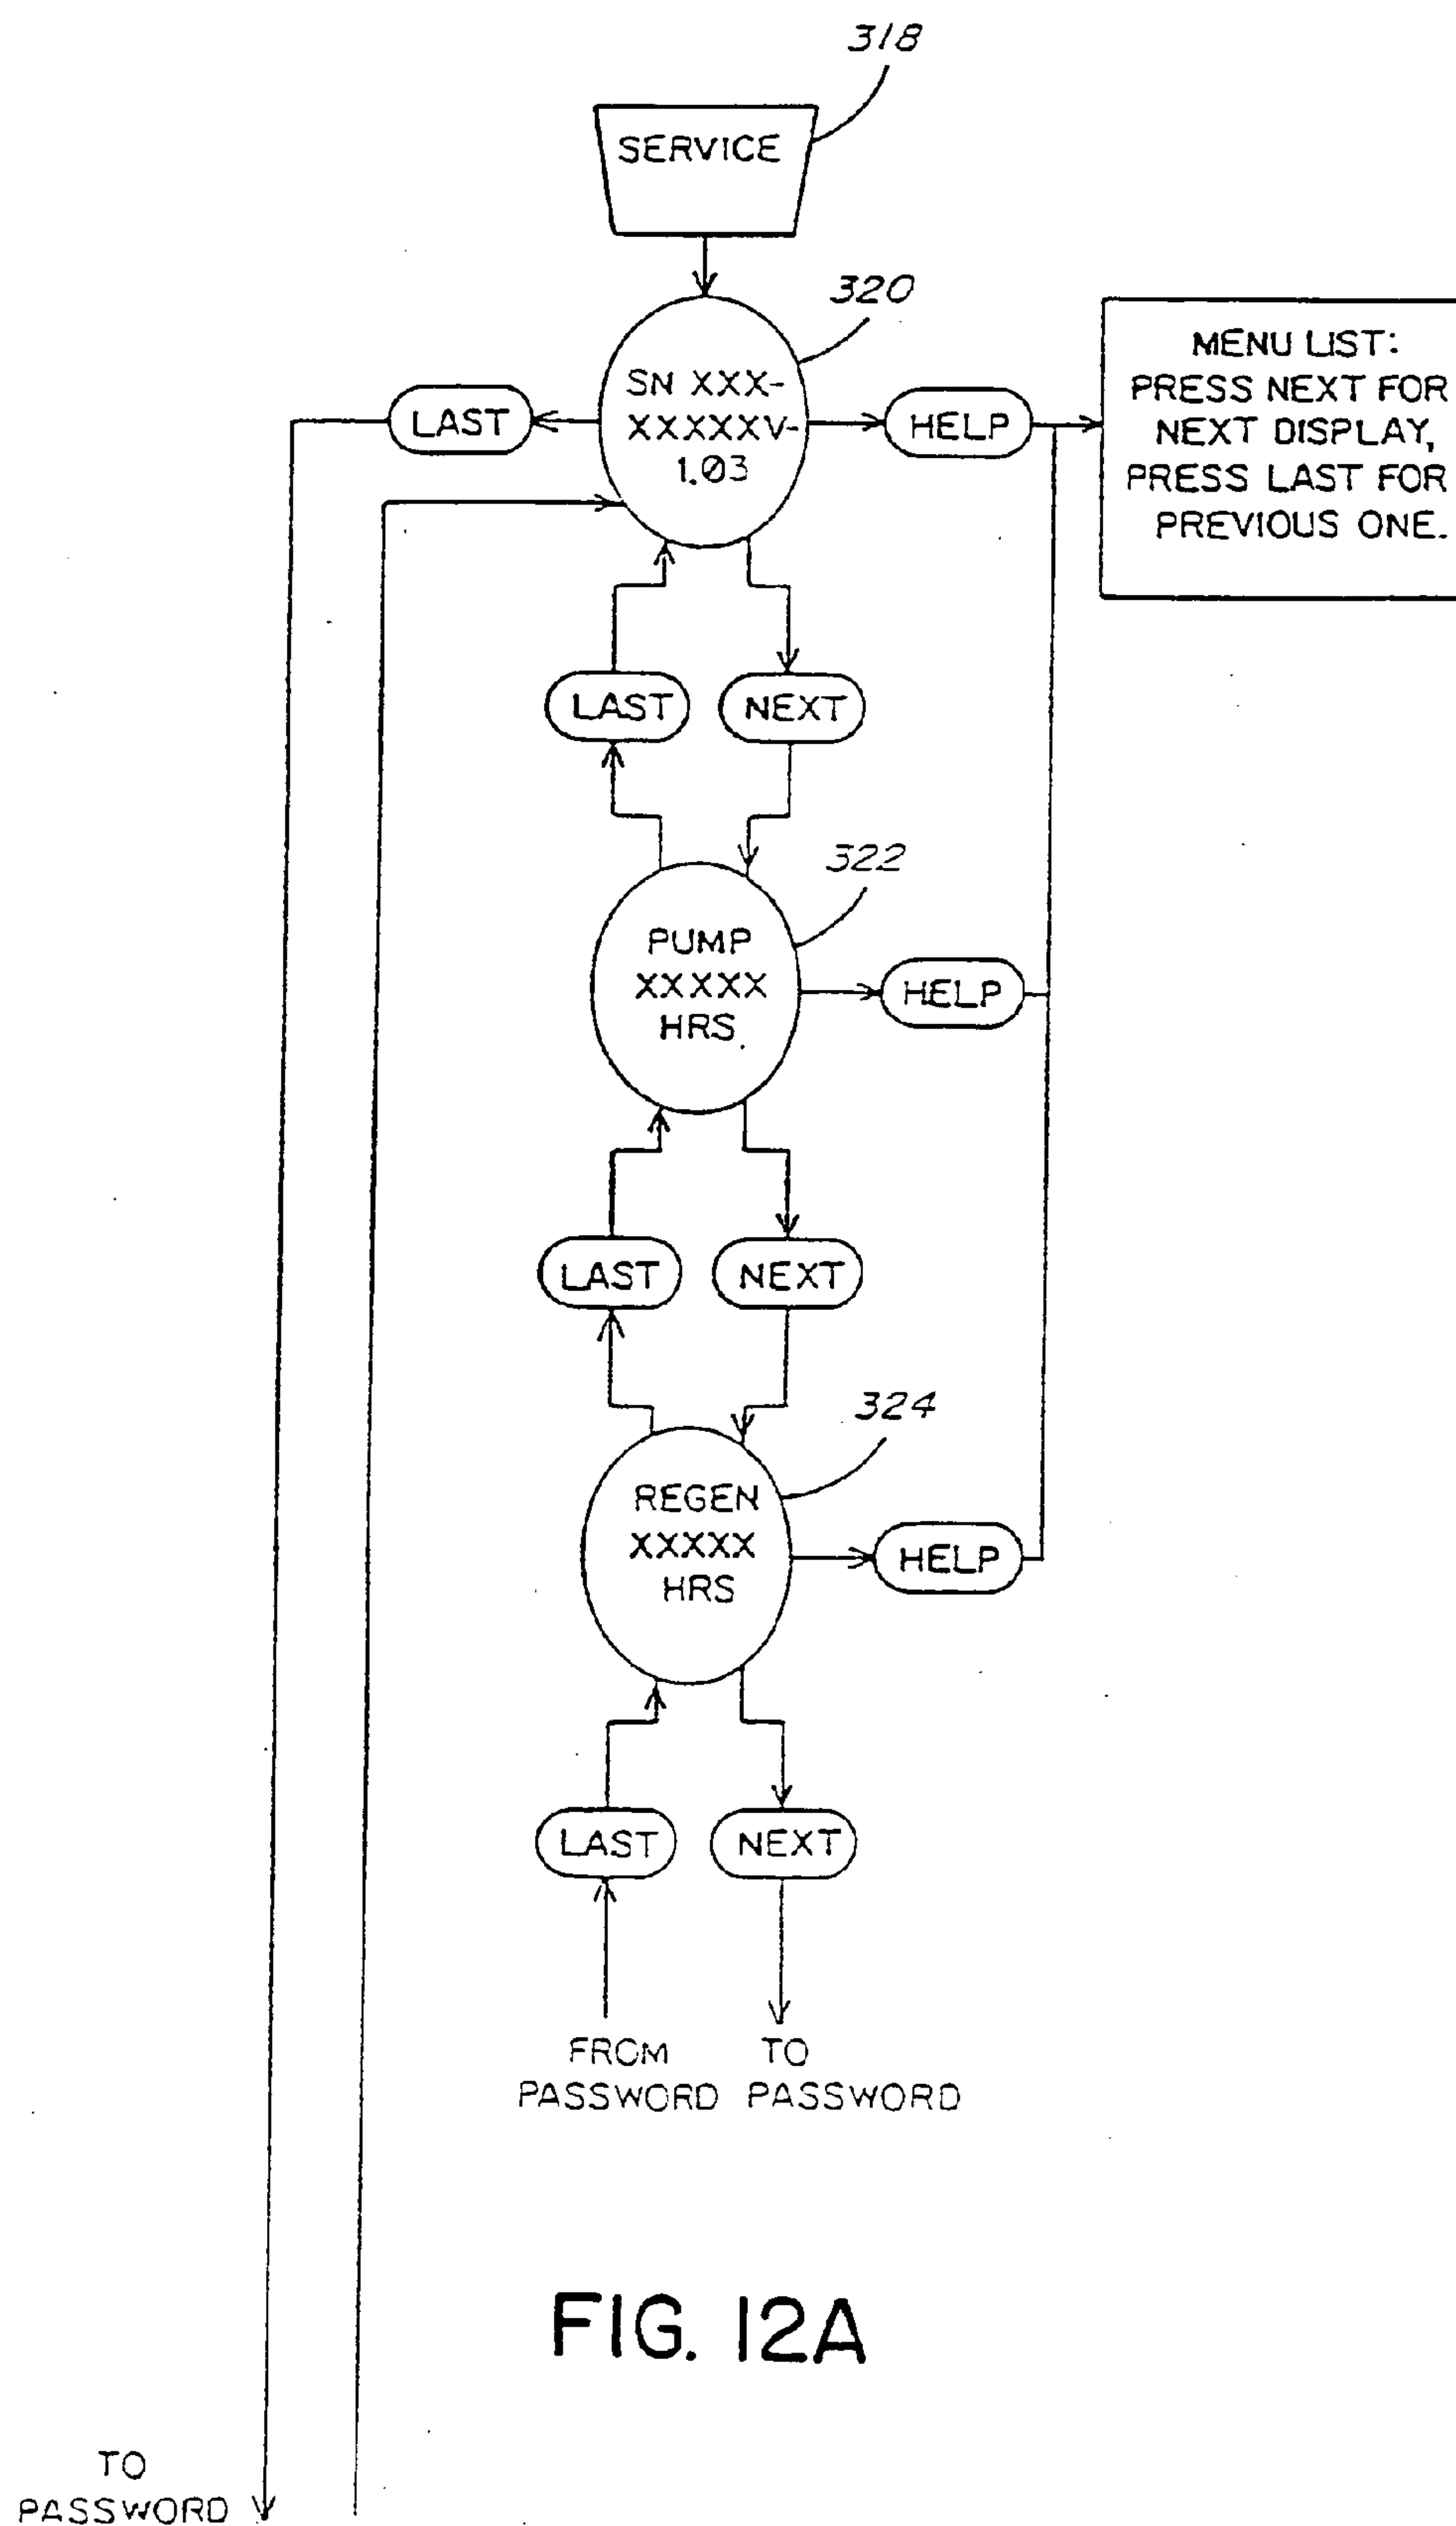 318
SERVICE
320
SN XXX-
XXXXXV-
1.03
LAST
HELP
MENU LIST:
PRESS NEXT FOR
NEXT DISPLAY,
PRESS LAST FOR
PREVIOUS ONE.
LAST
NEXT
322
PUMP
XXXXX
HRS
HELP
LAST
NEXT
324
REGEN
XXXXX
HRS
HELP
LAST
NEXT
FROM
PASSWORD
TO
PASSWORD
FIG. 12A
TO
PASSWORD